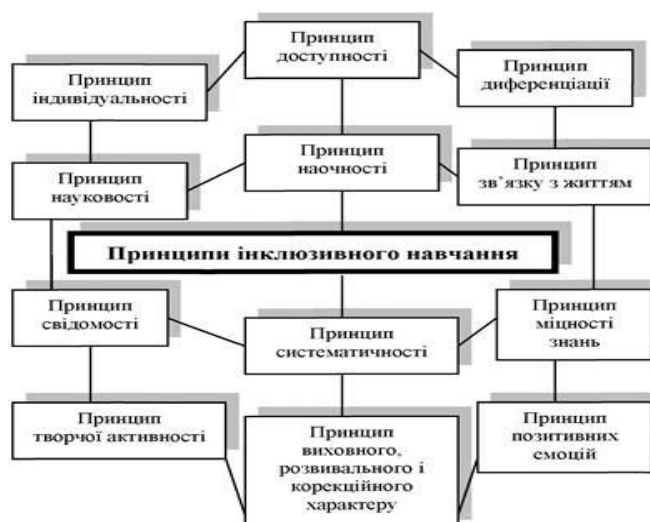 Принцип
доступності
Принцип
індивідуальності
Принцип
диференціації
Принцип
наочності
Принцип
науковості
Принцип
зв’язку з життям
Принципи інклюзивного навчання
Принцип
свідомості
Принцип
систематичності
Принцип
міцності
знань
Принцип
творчої активності
Принцип
виховного,
розвивального і
корекційного
характеру
Принцип
позитивних
емоцій